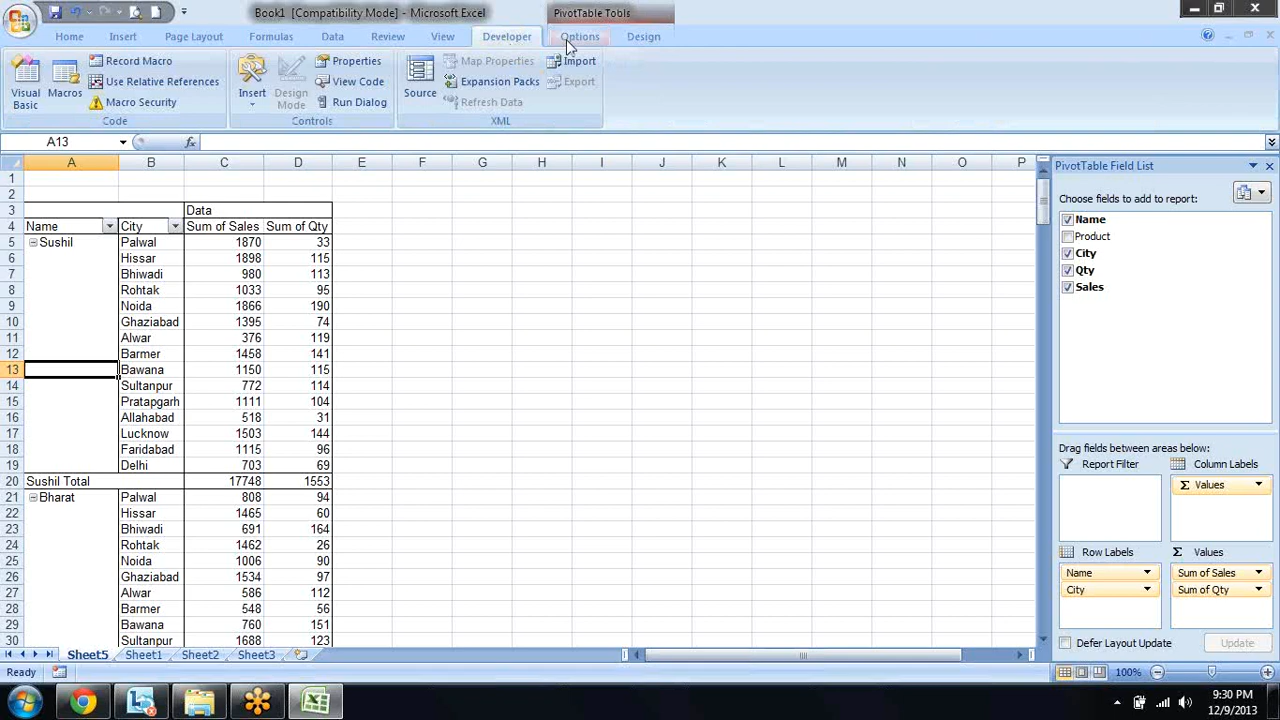 Book1 [Compatibility Mode] - Microsoft Excel
PivotTable Tools
Home Insert Page Layout Formulas Data Review View Developer Options Design
Visual Basic
Macros
Record Macro
Use Relative References
Macro Security
Code
Insert
Design Mode
Properties
View Code
Run Dialog
Controls
Source
Map Properties
Expansion Packs
Refresh Data
Import
Export
XML
A13 fx
A B C D E F G H I J K L M N O P
1
2
3 Data
4 Name City Sum of Sales Sum of Qty
5 Sushil Palwal 1870 33
6 Hissar 1898 115
7 Bhiwadi 980 113
8 Rohtak 1033 95
9 Noida 1866 190
10 Ghaziabad 1395 74
11 Alwar 376 119
12 Barmer 1458 141
13 Bawana 1150 115
14 Sultanpur 772 114
15 Pratapgarh 1111 104
16 Allahabad 518 31
17 Lucknow 1503 144
18 Faridabad 1115 96
19 Delhi 703 69
20 Sushil Total 17748 1553
21 Bharat Palwal 808 94
22 Hissar 1465 60
23 Bhiwadi 691 164
24 Rohtak 1462 26
25 Noida 1006 90
26 Ghaziabad 1534 97
27 Alwar 586 112
28 Barmer 548 56
29 Bawana 760 151
30 Sultanpur 1688 123
PivotTable Field List
Choose fields to add to report:
Name
Product
City
Qty
Sales
Drag fields between areas below:
Report Filter
Column Labels
Σ Values
Row Labels
Σ Values
Name
City
Sum of Sales
Sum of Qty
Defer Layout Update
Update
Sheet5 Sheet1 Sheet2 Sheet3
Ready
100%
9:30 PM
12/9/2013